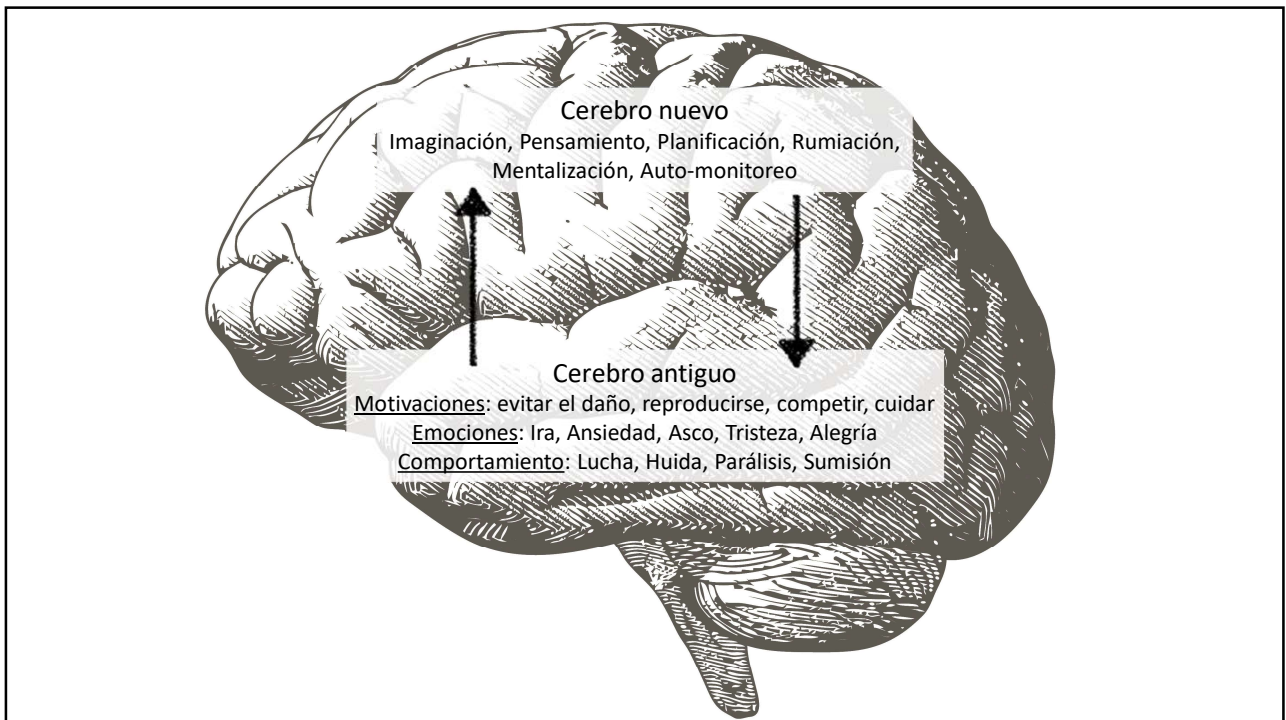 Cerebro nuevo
Imaginación, Pensamiento, Planificación, Rumiación,
Mentalización, Auto-monitoreo
Cerebro antiguo
Motivaciones: evitar el daño, reproducirse, competir, cuidar
Emociones: Ira, Ansiedad, Asco, Tristeza, Alegría
Comportamiento: Lucha, Huida, Parálisis, Sumisión